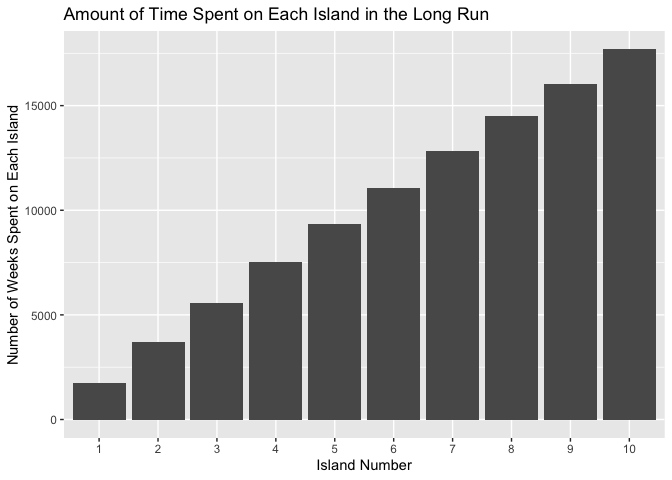 Amount of Time Spent on Each Island in the Long Run
Number of Weeks Spent on Each Island
15000
10000
5000
0
1 2 3 4 5 6 7 8 9 10
Island Number